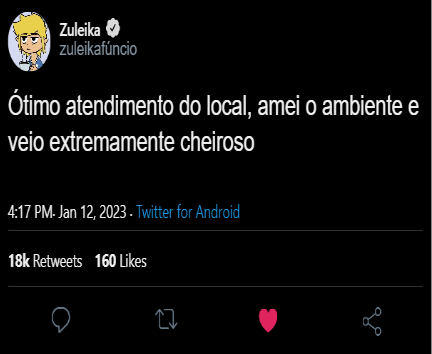 Zuleika
zuleikafúncio
Ótimo atendimento do local, amei o ambiente e
veio extremamente cheiroso
4:17 PM· Jan 12, 2023 · Twitter for Android
18k Retweets 160 Likes